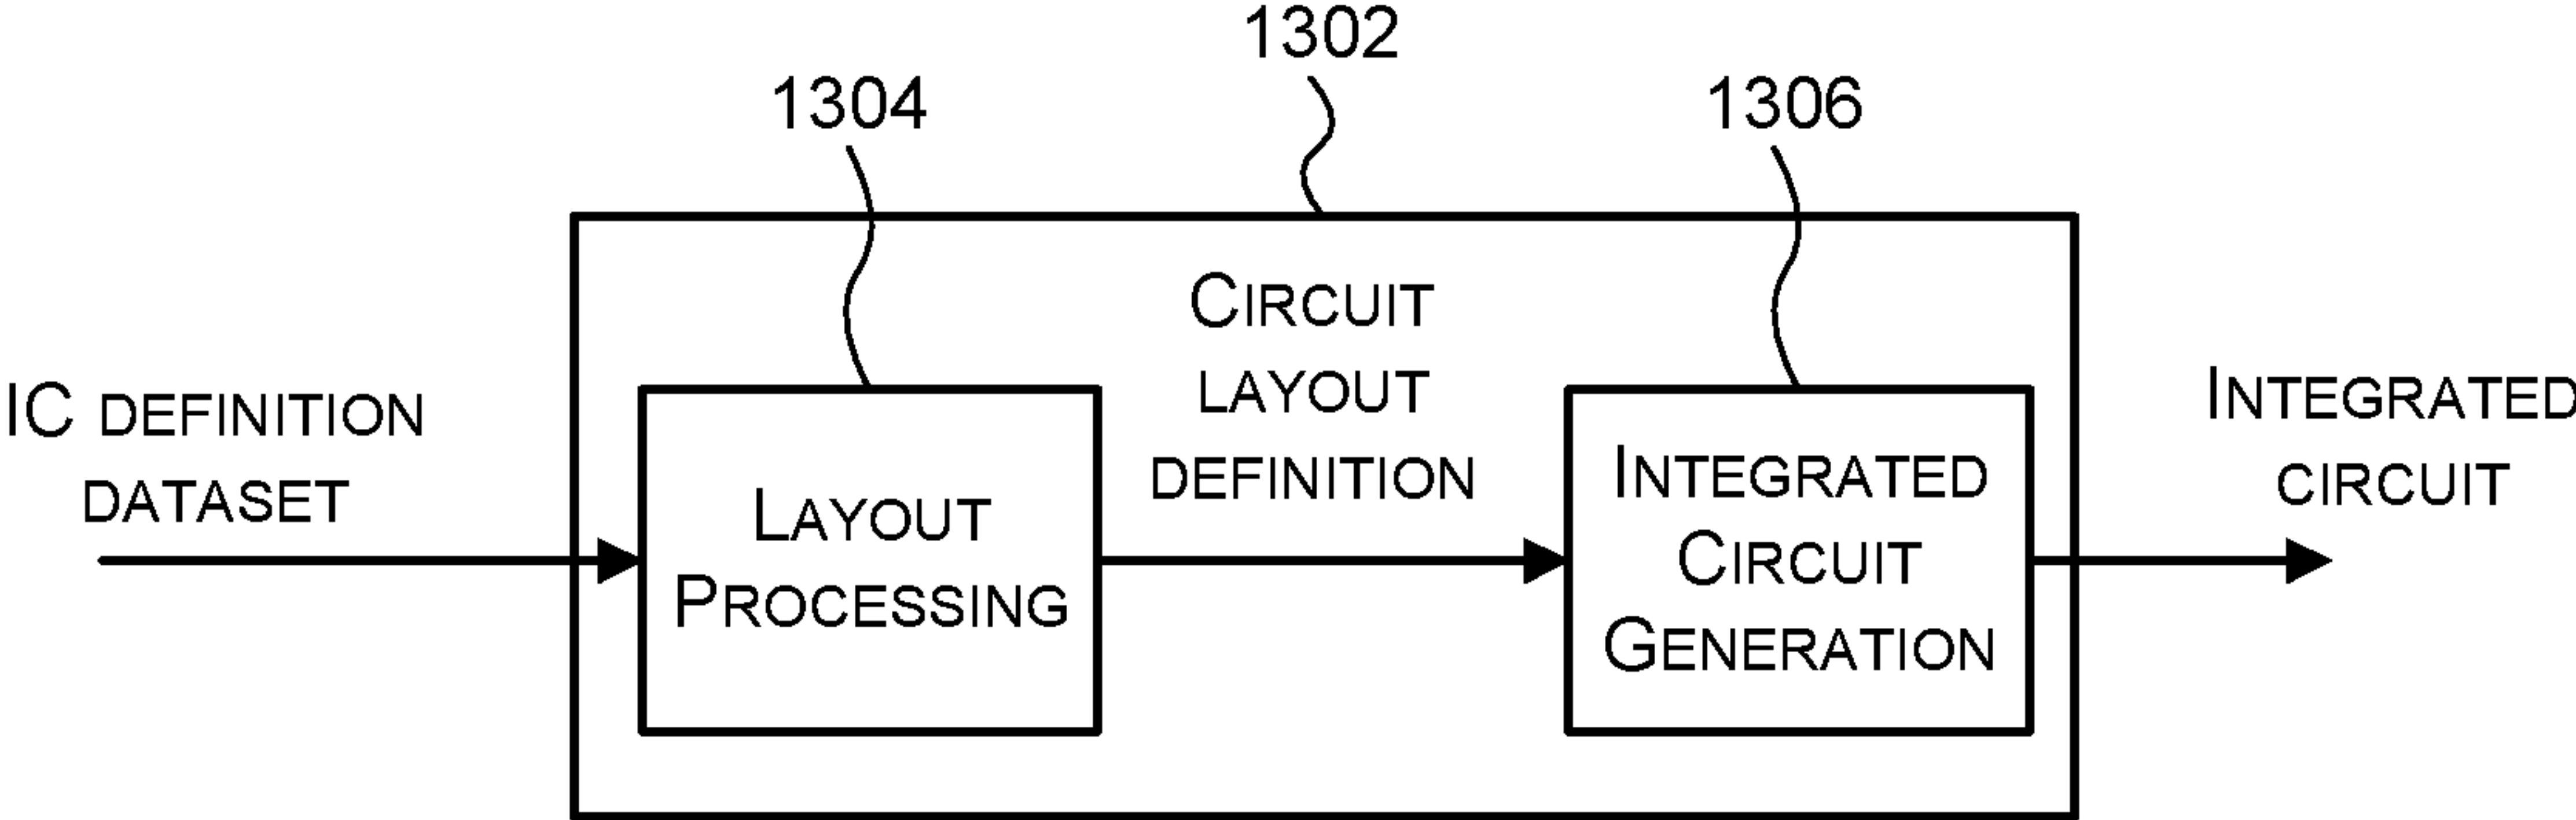 1302
1304
1306
IC DEFINITION
DATASET
CIRCUIT
LAYOUT
DEFINITION
LAYOUT
PROCESSING
INTEGRATED
CIRCUIT
GENERATION
INTEGRATED
CIRCUIT